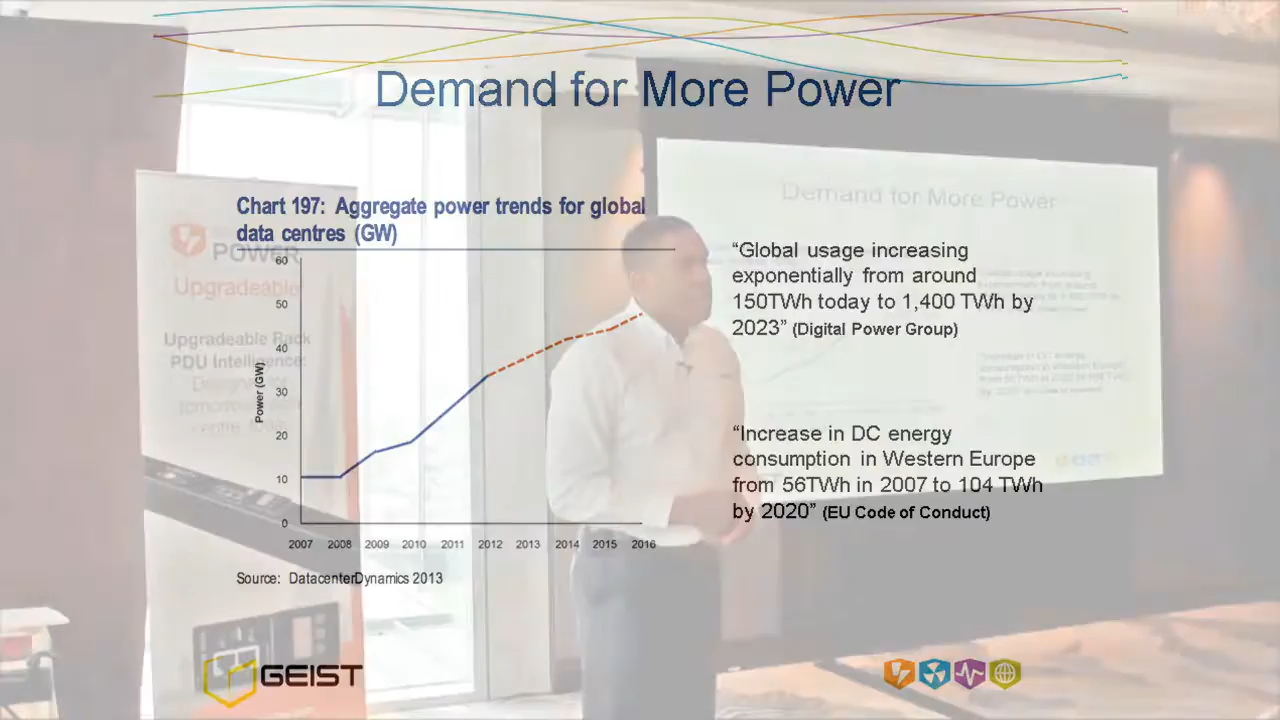 Demand for More Power
Demand for More Power
Chart 197: Aggregate power trends for global
data centres (GW)
POWER
Upgradeable
Upgradeable Rack
PDU Intelligence:
60
50
40
30
20
10
0
Power (GW)
2007 2008 2009 2010 2011 2012 2013 2014 2015 2016
Source: DatacenterDynamics 2013
“Global usage increasing
exponentially from around
150TWh today to 1,400 TWh by
2023” (Digital Power Group)
“Increase in DC energy
consumption in Western Europe
from 56TWh in 2007 to 104 TWh
by 2020” (EU Code of Conduct)
GEIST